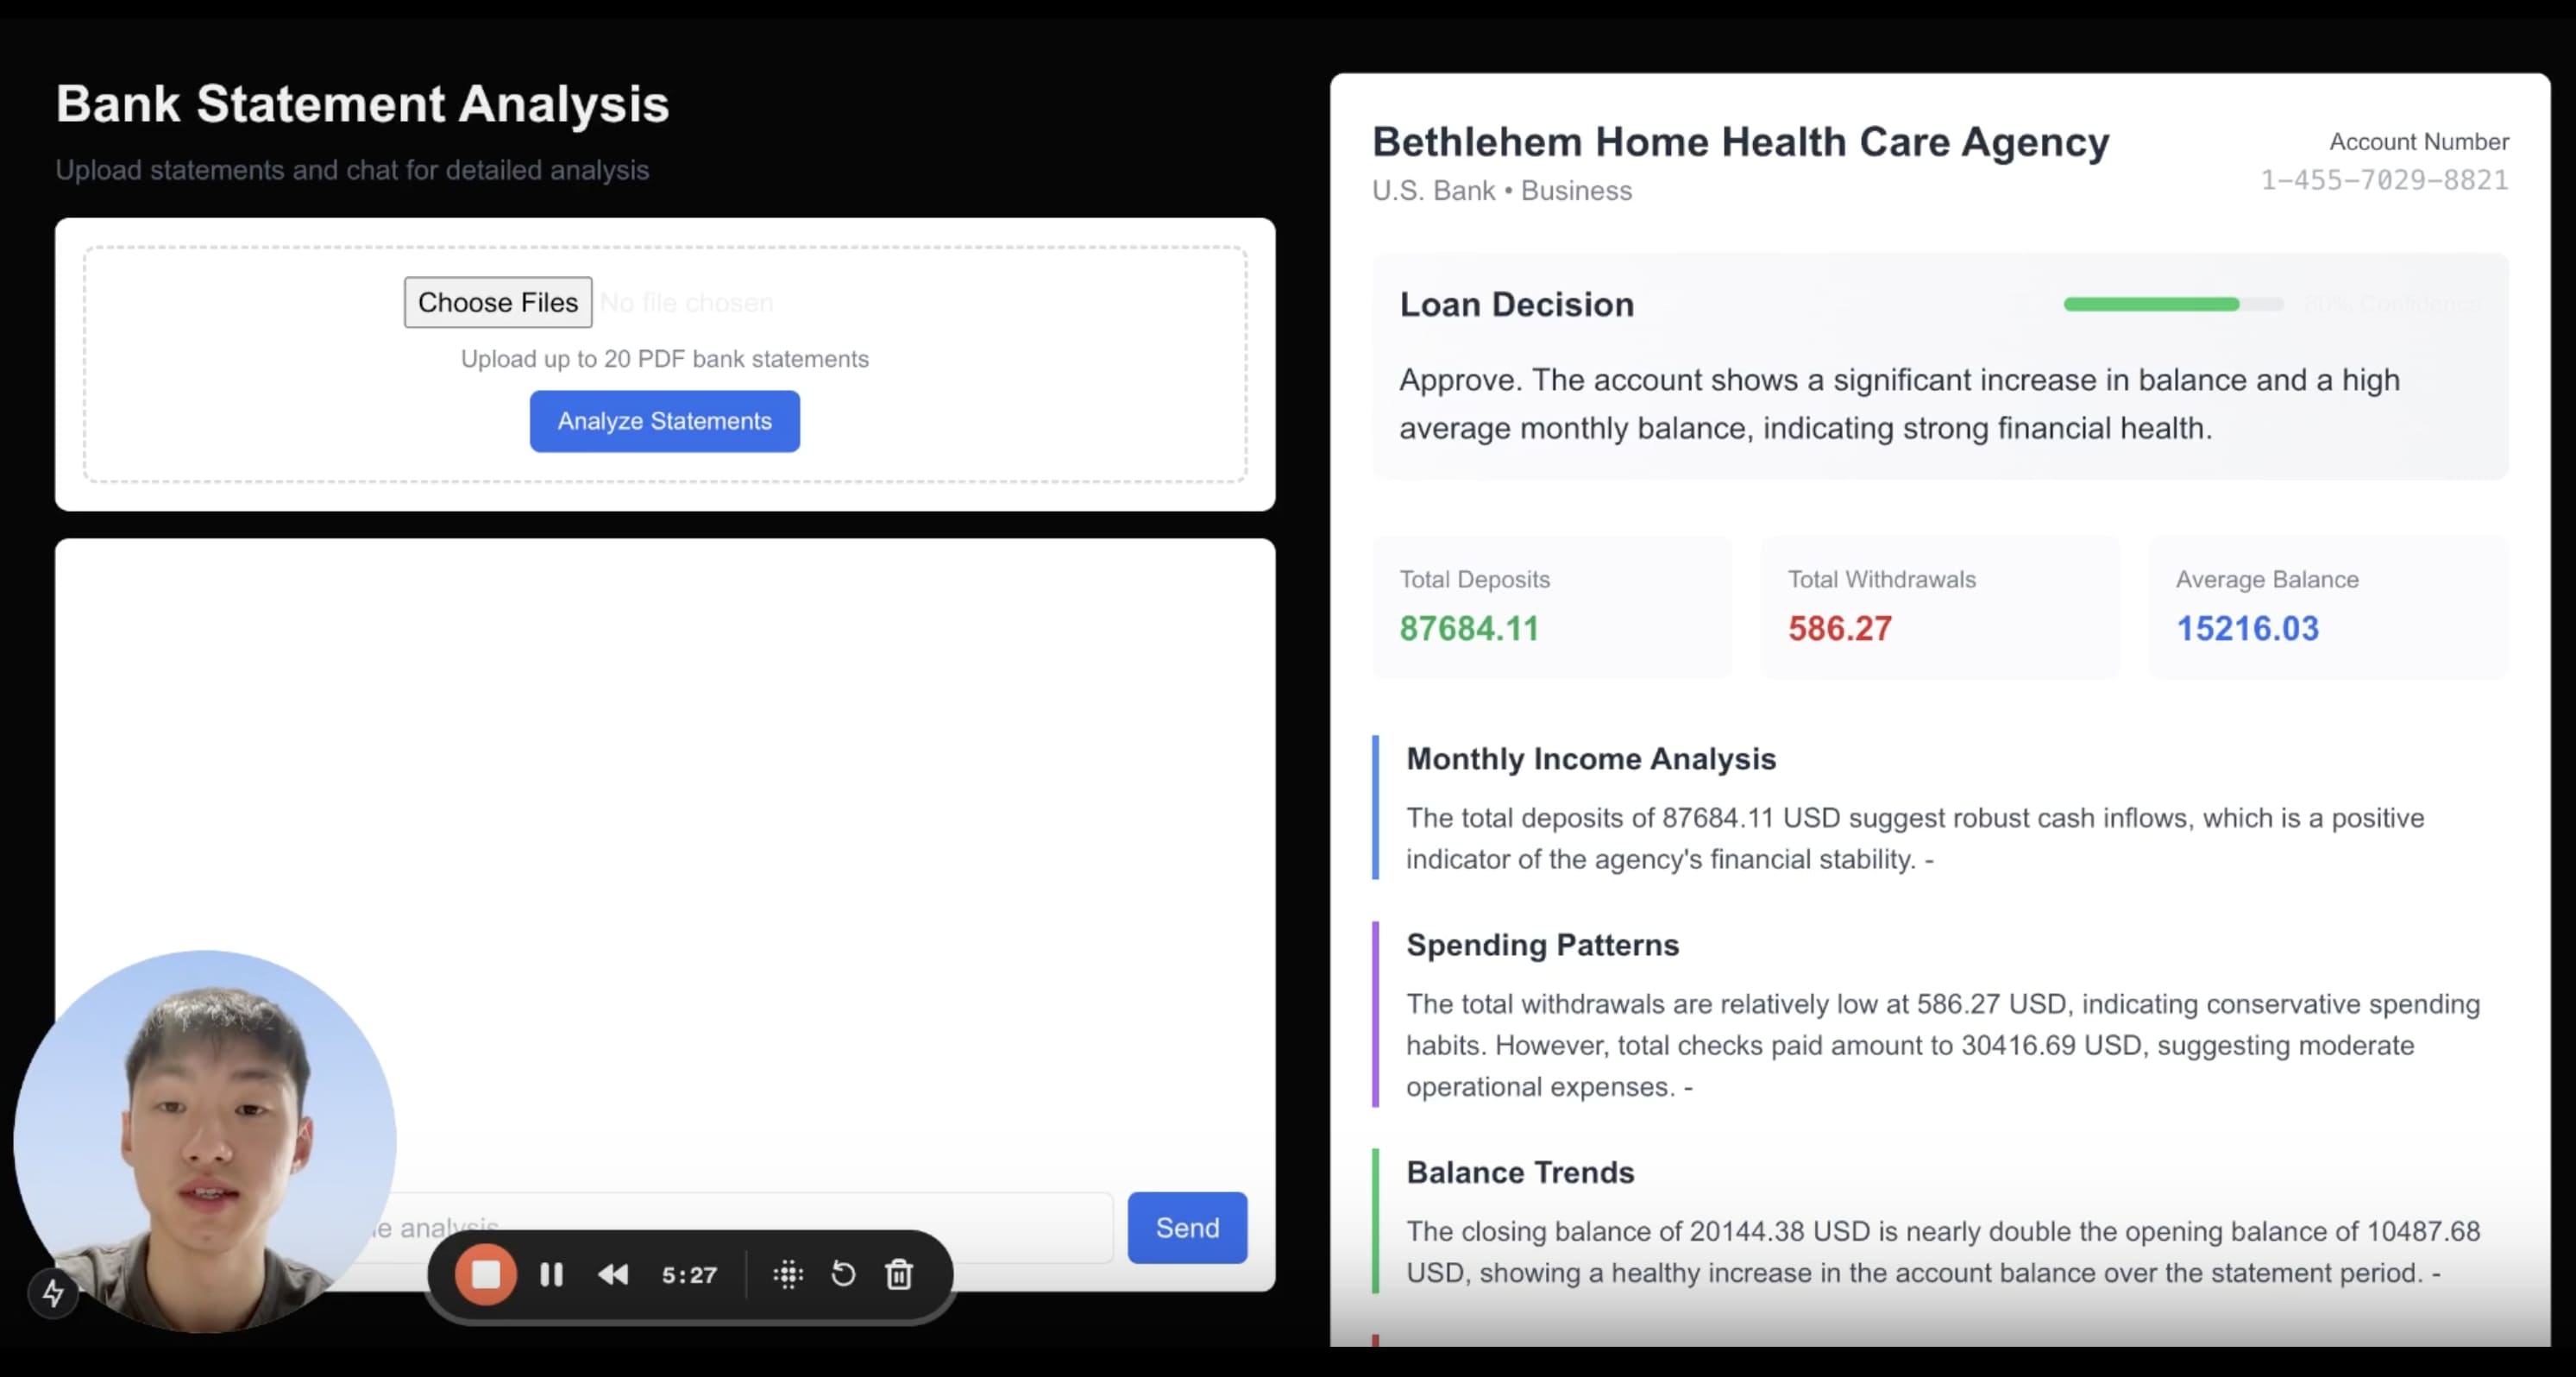 Bank Statement Analysis
Upload statements and chat for detailed analysis
Choose Files No file chosen
Upload up to 20 PDF bank statements
Analyze Statements
e analysis
Send
5:27
Bethlehem Home Health Care Agency
U.S. Bank • Business
Account Number
1-455-7029-8821
Loan Decision
80% Confidence
Approve. The account shows a significant increase in balance and a high
average monthly balance, indicating strong financial health.
Total Deposits
87684.11
Total Withdrawals
586.27
Average Balance
15216.03
Monthly Income Analysis
The total deposits of 87684.11 USD suggest robust cash inflows, which is a positive
indicator of the agency's financial stability. -
Spending Patterns
The total withdrawals are relatively low at 586.27 USD, indicating conservative spending
habits. However, total checks paid amount to 30416.69 USD, suggesting moderate
operational expenses. -
Balance Trends
The closing balance of 20144.38 USD is nearly double the opening balance of 10487.68
USD, showing a healthy increase in the account balance over the statement period. -